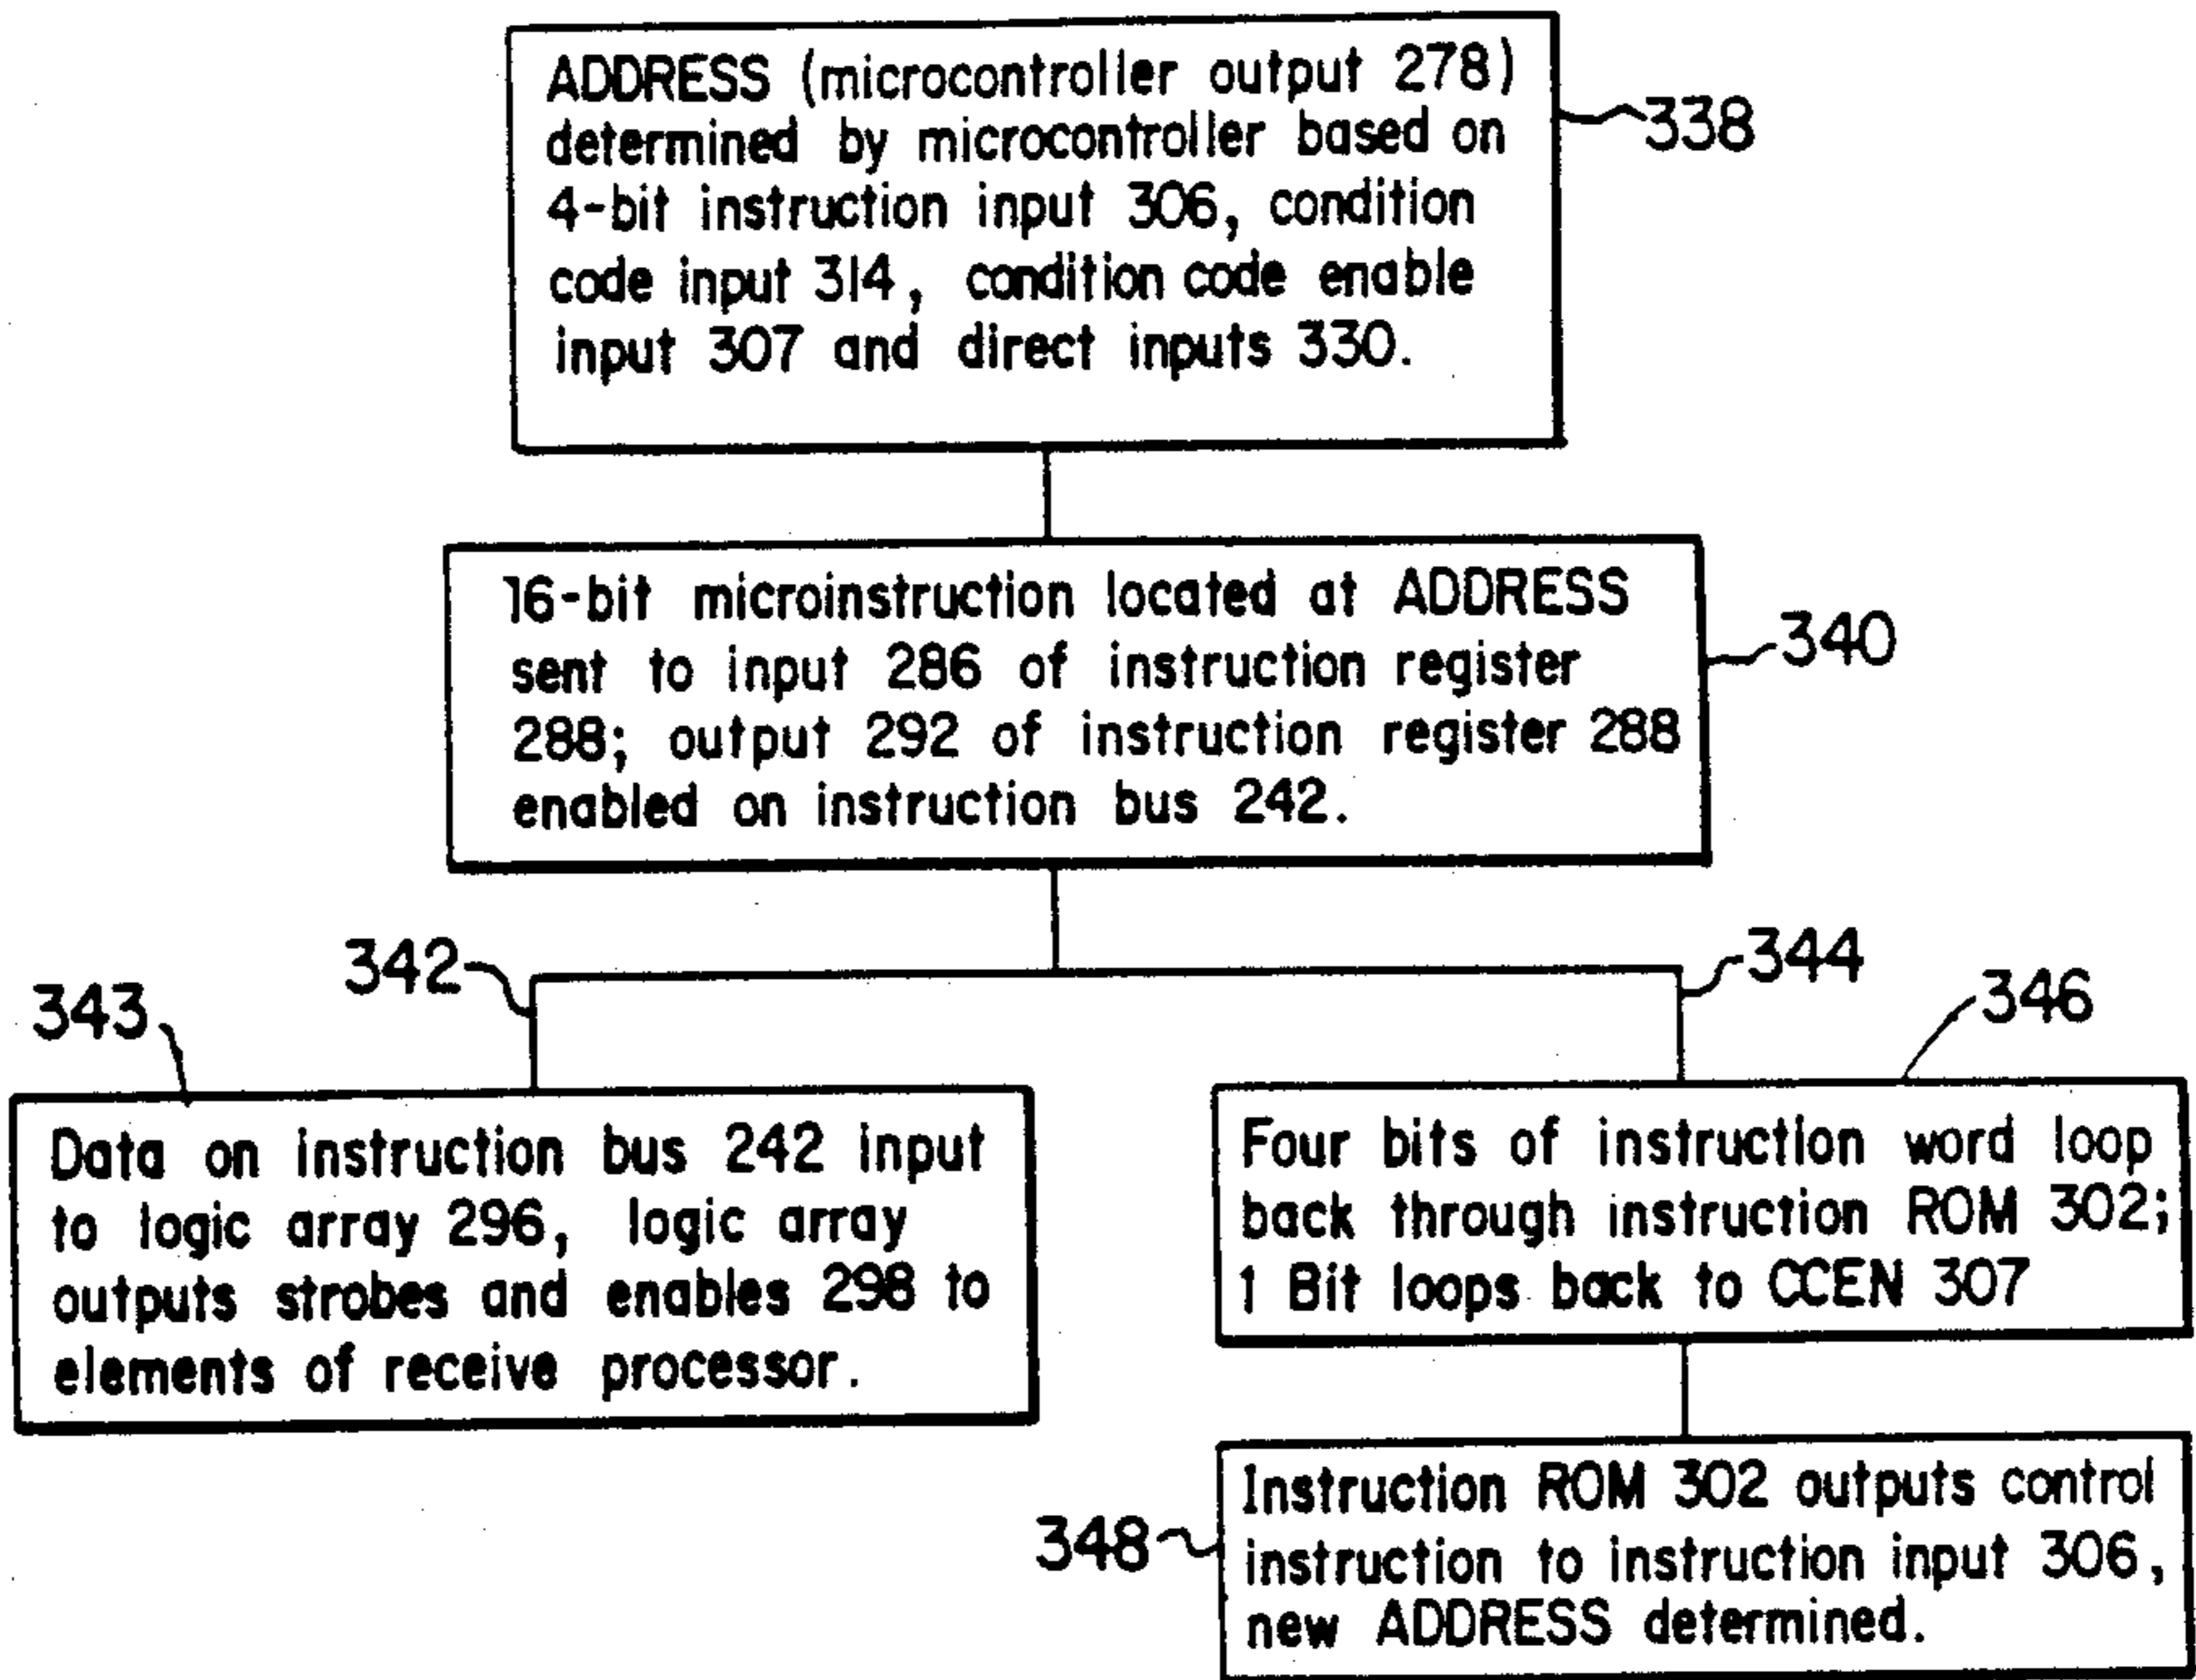 ADDRESS (microcontroller output 278)
determined by microcontroller based on
4-bit instruction input 306, condition
code input 314, condition code enable
input 307 and direct inputs 330.
338
16-bit microinstruction located at ADDRESS
sent to input 286 of instruction register
288; output 292 of instruction register 288
enabled on instruction bus 242.
340
342
344
343
346
Data on instruction bus 242 input
to logic array 296, logic array
outputs strobes and enables 298 to
elements of receive processor.
Four bits of instruction word loop
back through instruction ROM 302;
1 Bit loops back to CCEN 307
348
Instruction ROM 302 outputs control
instruction to instruction input 306,
new ADDRESS determined.